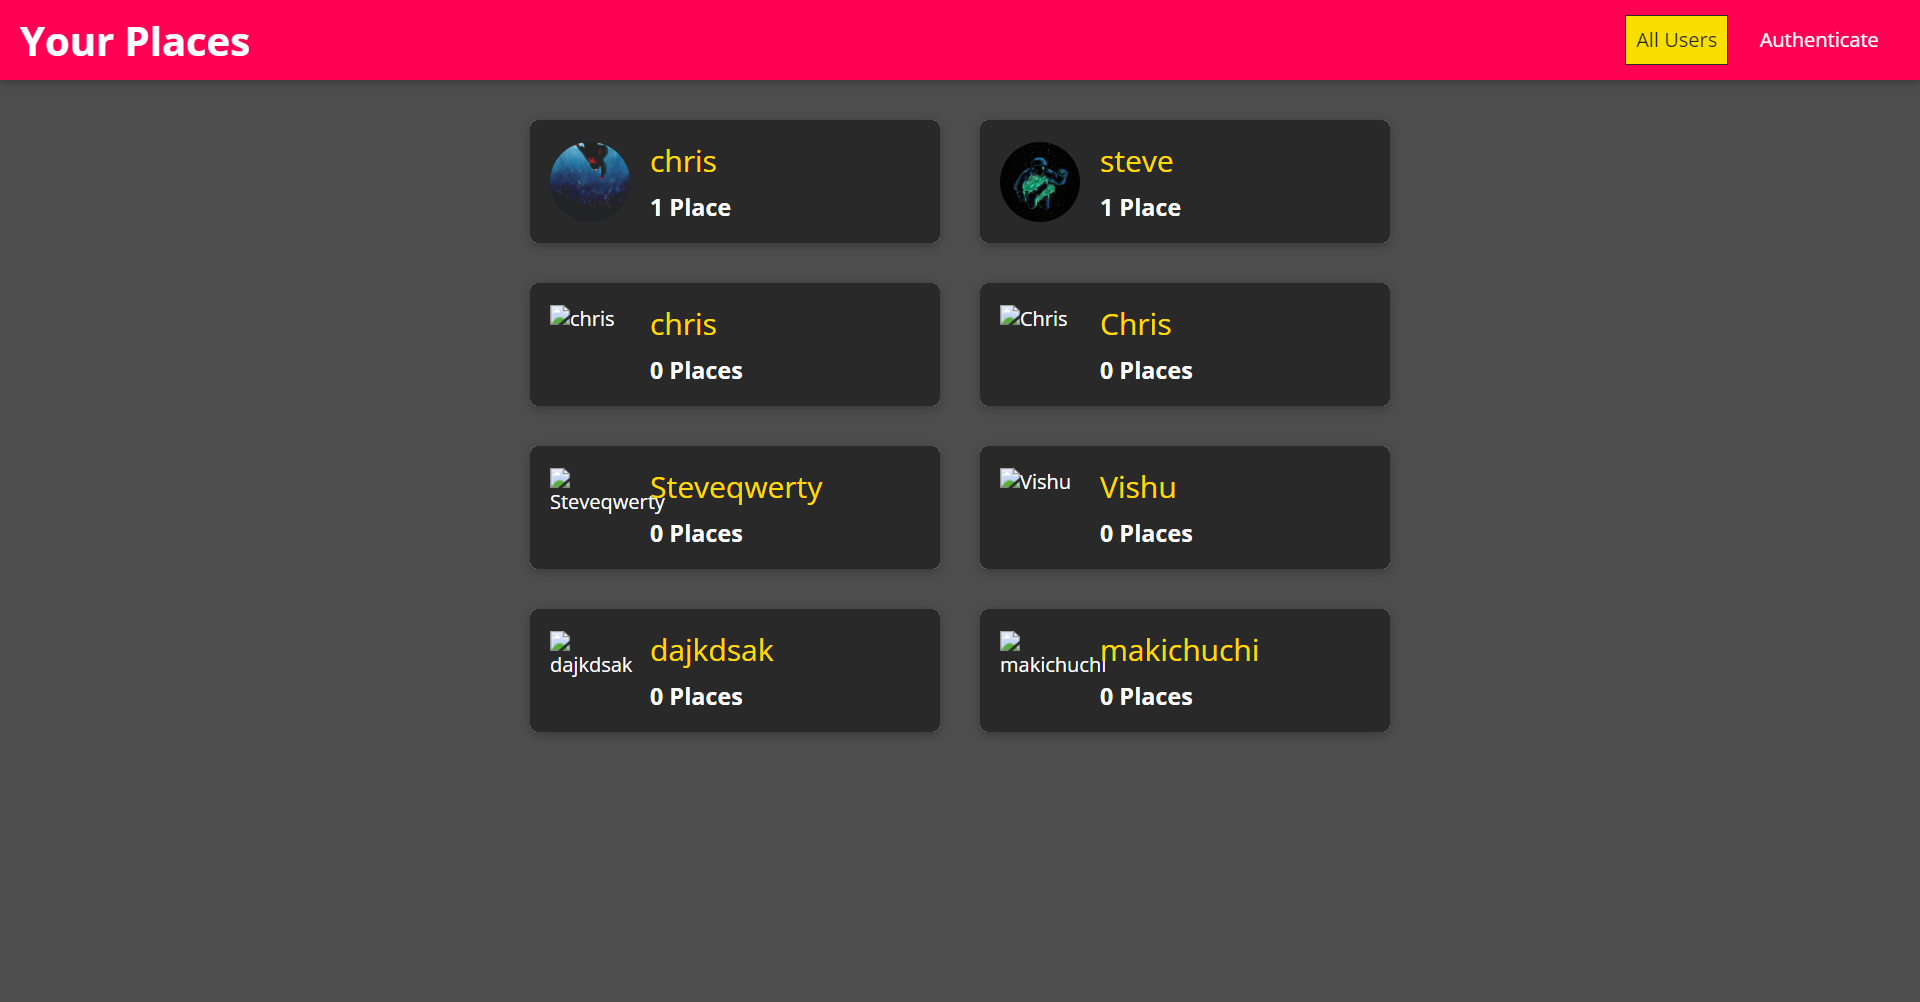 Your Places
All Users
Authenticate
chris
1 Place
steve
1 Place
chris
chris
0 Places
Chris
Chris
0 Places
Steveqwerty
Steveqwerty
0 Places
Vishu
Vishu
0 Places
dajkdsak
dajkdsak
0 Places
makichuchi
makichuchi
0 Places